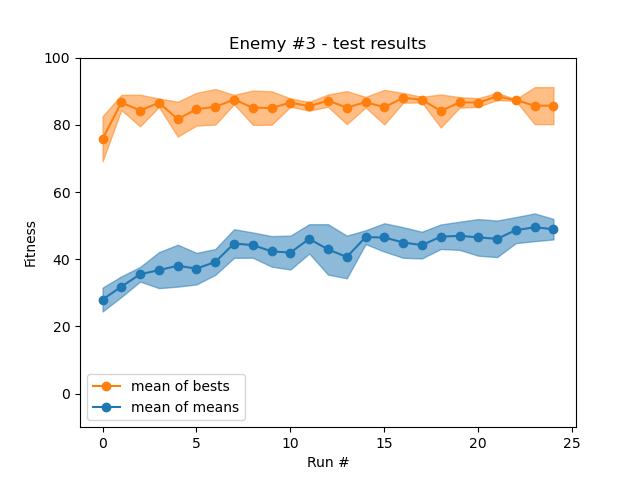 Enemy #3 - test results
100
80
60
40
20
0
Fitness
mean of bests
mean of means
0 5 10 15 20 25
Run #